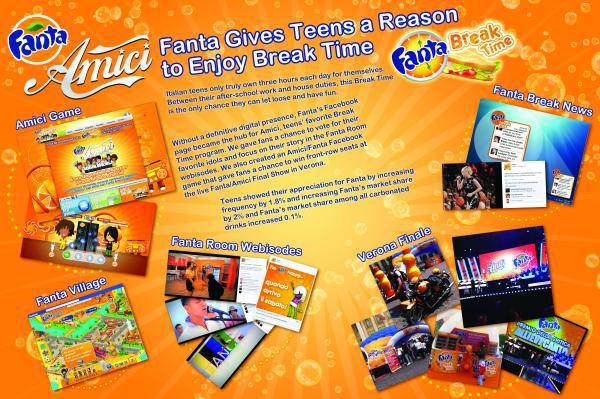 Fanta
Amici
Fanta Gives Teens a Reason
to Enjoy Break Time
Fanta Break Time
Italian teens only truly own three hours each day for themselves
Between their after-school work and house duties, this Break Time
is the only chance they can let loose and have fun.
Without a definitive digital presence, Fanta's Facebook
page became the hub for Amici, teens' favorite Break
Time program. We gave fans a chance to vote for their
favorite idols and focus on their story in the Fanta Room
webisodes. We also created an Amici/Fanta Facebook
game that gave fans a chance to win front-row seats at
the live Fanta/Amici Final Show in Verona.
Teens showed their appreciation for Fanta by increasing
frequency by 1.8% and increasing Fanta's market share
by 2% and Fanta's market share among all carbonated
drinks increased 0.1%.
Amici Game
Fanta Break News
Fanta Room Webisodes
quando
arriva
il sabato!
Verona Finale
Fanta
Fanta Village
Fanta